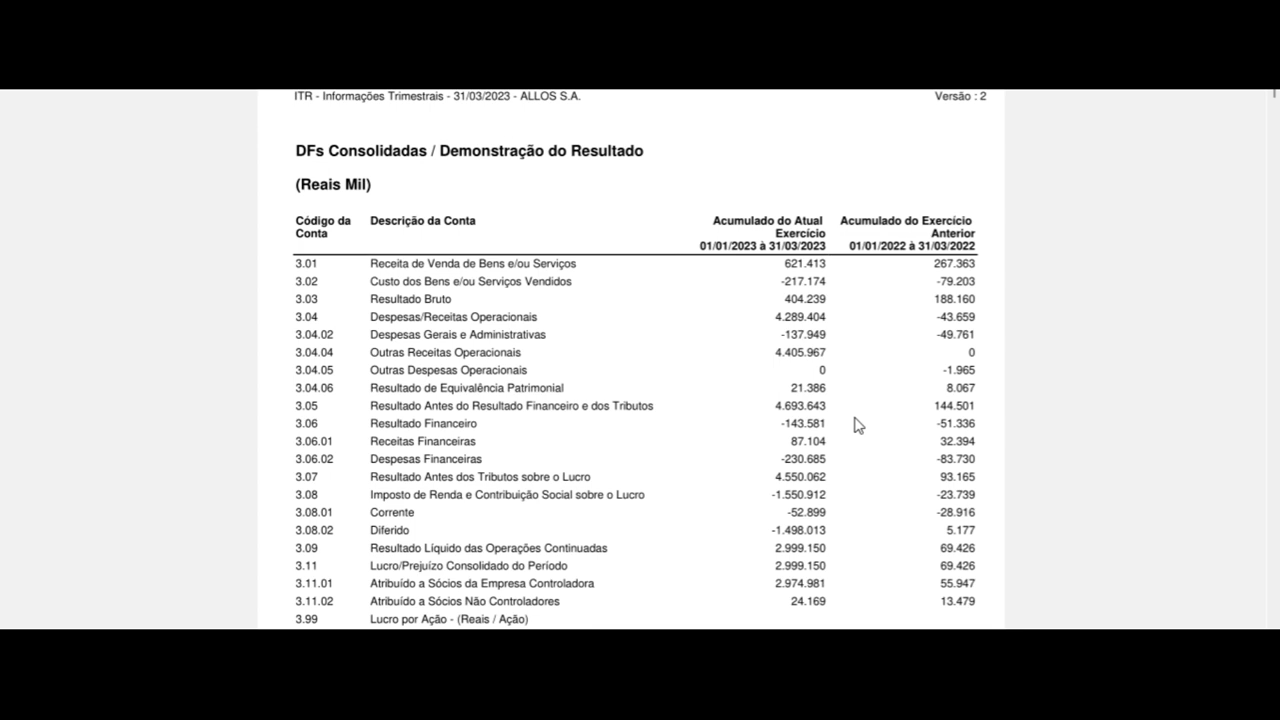 ITR - Informações Trimestrais - 31/03/2023 - ALLOS S.A. Versão : 2
DFs Consolidadas / Demonstração do Resultado
(Reais Mil)
Código da Conta Descrição da Conta Acumulado do Atual Exercício 01/01/2023 à 31/03/2023 Acumulado do Exercício Anterior 01/01/2022 à 31/03/2022
3.01 Receita de Venda de Bens e/ou Serviços 621.413 267.363
3.02 Custo dos Bens e/ou Serviços Vendidos -217.174 -79.203
3.03 Resultado Bruto 404.239 188.160
3.04 Despesas/Receitas Operacionais 4.289.404 -43.659
3.04.02 Despesas Gerais e Administrativas -137.949 -49.761
3.04.04 Outras Receitas Operacionais 4.405.967 0
3.04.05 Outras Despesas Operacionais 0 -1.965
3.04.06 Resultado de Equivalência Patrimonial 21.386 8.067
3.05 Resultado Antes do Resultado Financeiro e dos Tributos 4.693.643 144.501
3.06 Resultado Financeiro -143.581 -51.336
3.06.01 Receitas Financeiras 87.104 32.394
3.06.02 Despesas Financeiras -230.685 -83.730
3.07 Resultado Antes dos Tributos sobre o Lucro 4.550.062 93.165
3.08 Imposto de Renda e Contribuição Social sobre o Lucro -1.550.912 -23.739
3.08.01 Corrente -52.899 -28.916
3.08.02 Diferido -1.498.013 5.177
3.09 Resultado Líquido das Operações Continuadas 2.999.150 69.426
3.11 Lucro/Prejuízo Consolidado do Período 2.999.150 69.426
3.11.01 Atribuído a Sócios da Empresa Controladora 2.974.981 55.947
3.11.02 Atribuído a Sócios Não Controladores 24.169 13.479
3.99 Lucro por Ação - (Reais / Ação)